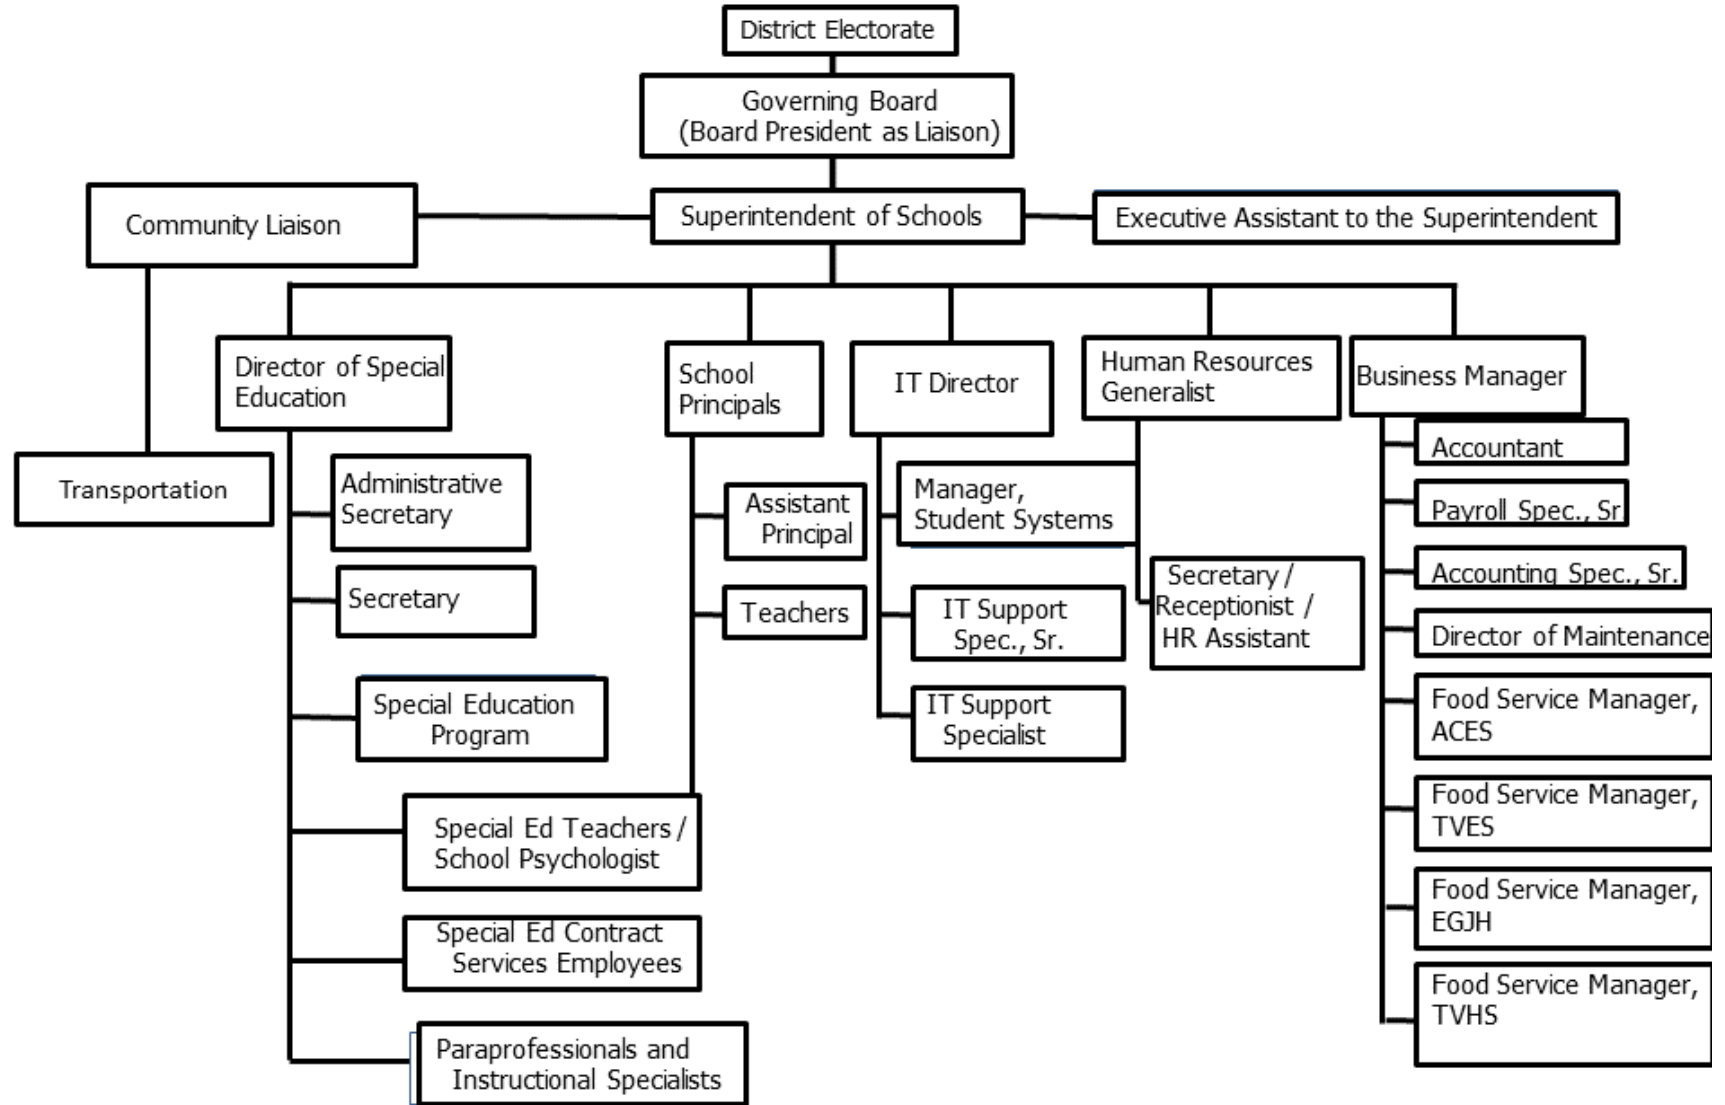 District Electorate
Governing Board
(Board President as Liaison)
Community Liaison
Superintendent of Schools
Executive Assistant to the Superintendent
Transportation
Director of Special
Education
Administrative
Secretary
Secretary
Special Education
Program
Special Ed Teachers /
School Psychologist
Special Ed Contract
Services Employees
Paraprofessionals and
Instructional Specialists
School
Principals
Assistant
Principal
Teachers
IT Director
Manager,
Student Systems
IT Support
Spec., Sr.
IT Support
Specialist
Human Resources
Generalist
Secretary /
Receptionist /
HR Assistant
Business Manager
Accountant
Payroll Spec., Sr
Accounting Spec., Sr.
Director of Maintenance
Food Service Manager,
ACES
Food Service Manager,
TVES
Food Service Manager,
EGJH
Food Service Manager,
TVHS